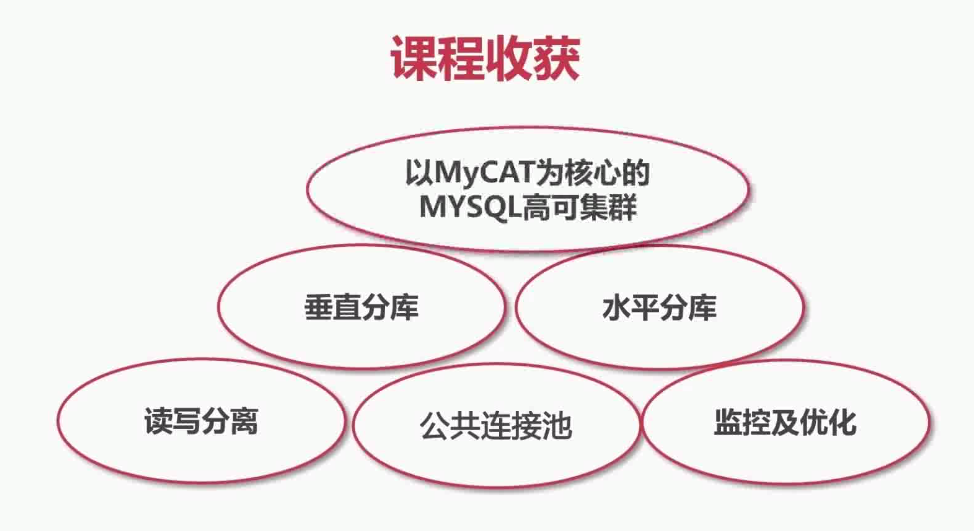 课程收获
以MyCAT为核心的
MYSQL高可集群
垂直分库
水平分库
读写分离
公共连接池
监控及优化